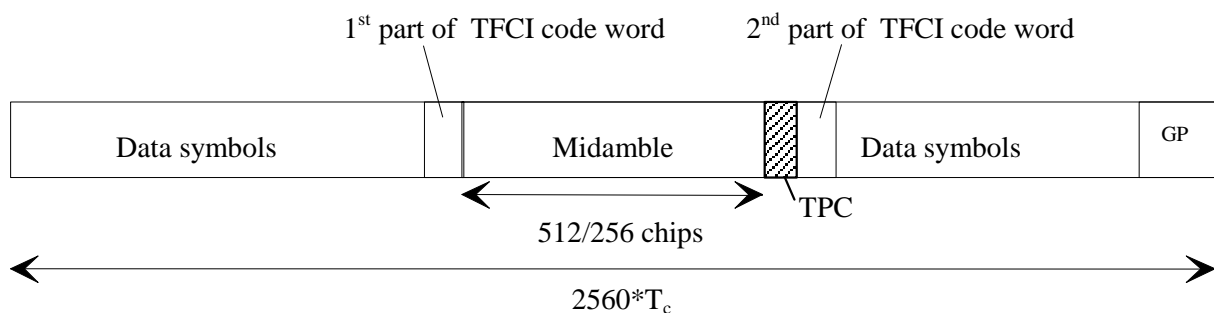 1st part of TFCI code word
2nd part of TFCI code word
Data symbols
Midamble
Data symbols
GP
TPC
512/256 chips
2560*Tc